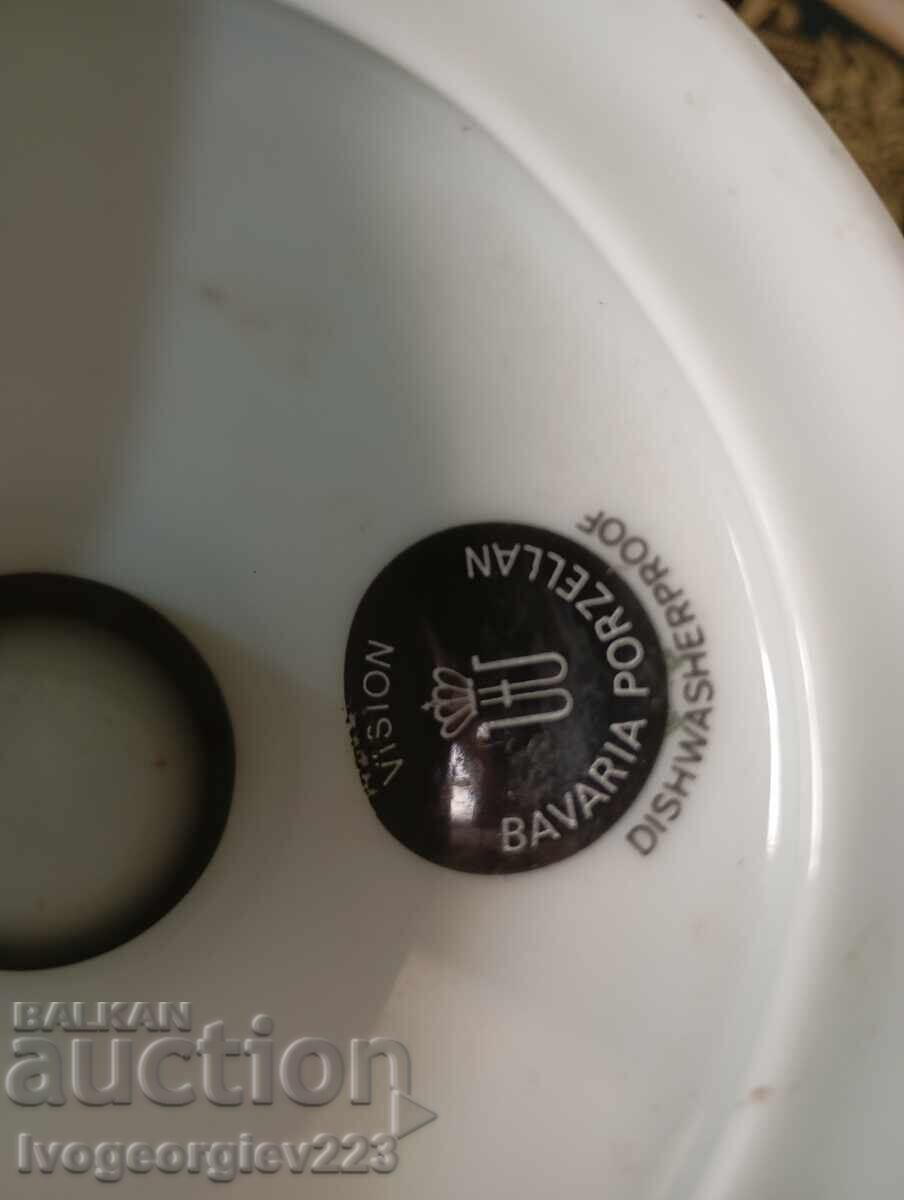 BAVARIA PORZELLAN
VISION
DISHWASHERPROOF
BALKAN
auction
Ivogeorgiev223